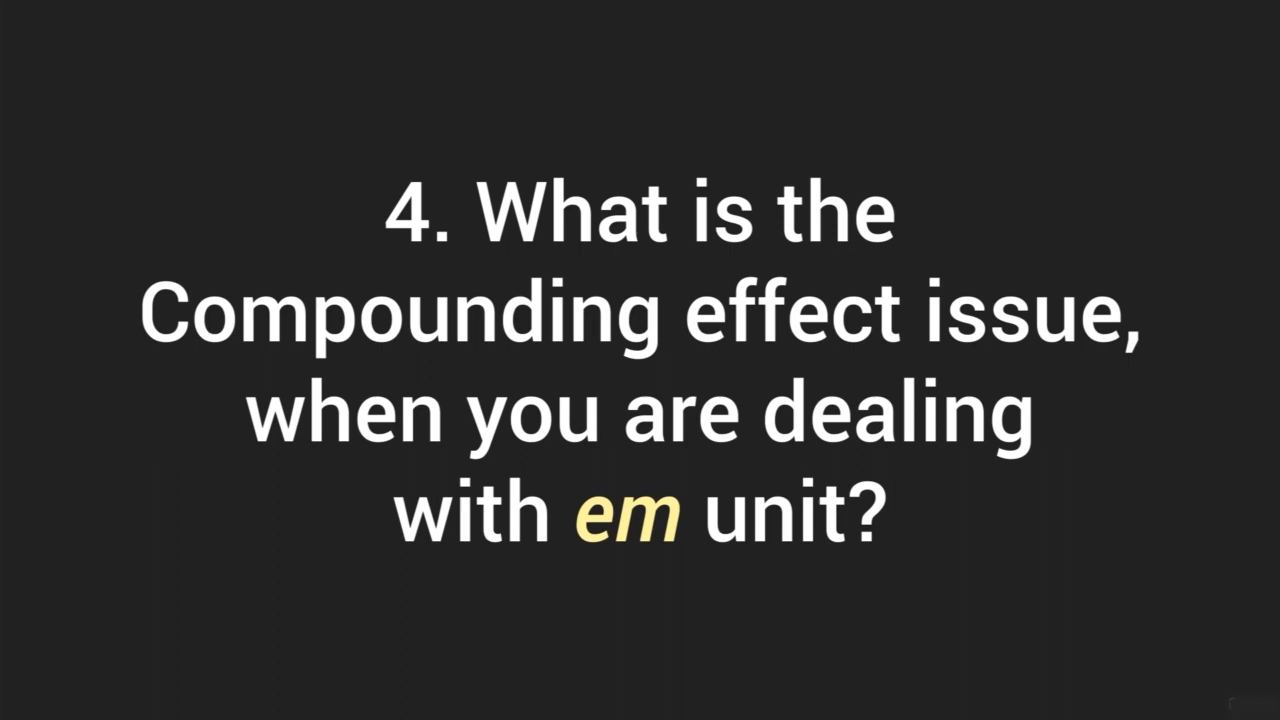 4. What is the
Compounding effect issue,
when you are dealing
with em unit?